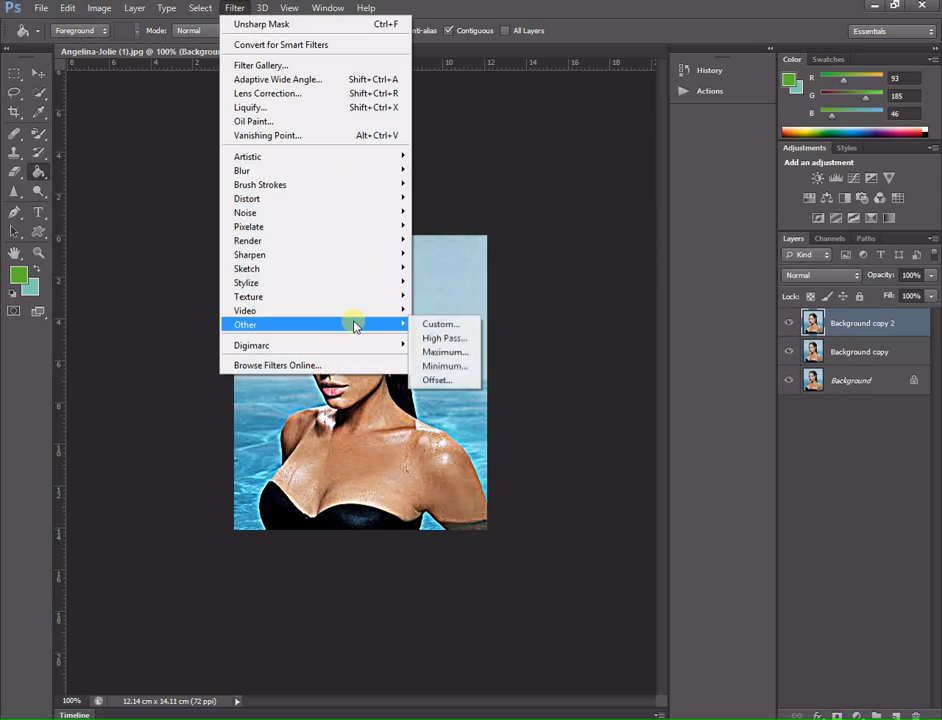 Ps File Edit Image Layer Type Select Filter 3D View Window Help
Foreground Mode: Normal nt-alias Contiguous All Layers Essentials
Angelina-Jolie (1).jpg @ 100% (Backgrou
Unsharp Mask Ctrl+F
Convert for Smart Filters
Filter Gallery...
Adaptive Wide Angle... Shift+Ctrl+A
Lens Correction... Shift+Ctrl+R
Liquify... Shift+Ctrl+X
Oil Paint...
Vanishing Point... Alt+Ctrl+V
Artistic
Blur
Brush Strokes
Distort
Noise
Pixelate
Render
Sharpen
Sketch
Stylize
Texture
Video
Other
Digimarc
Browse Filters Online...
Custom...
High Pass...
Maximum...
Minimum...
Offset...
History
Actions
Color Swatches
R 93
G 185
B 46
Adjustments Styles
Add an adjustment
Layers Channels Paths
Kind
Normal Opacity: 100%
Lock: Fill: 100%
Background copy 2
Background copy
Background
100% 12.14 cm x 14.11 cm (72 ppi)
Timeline